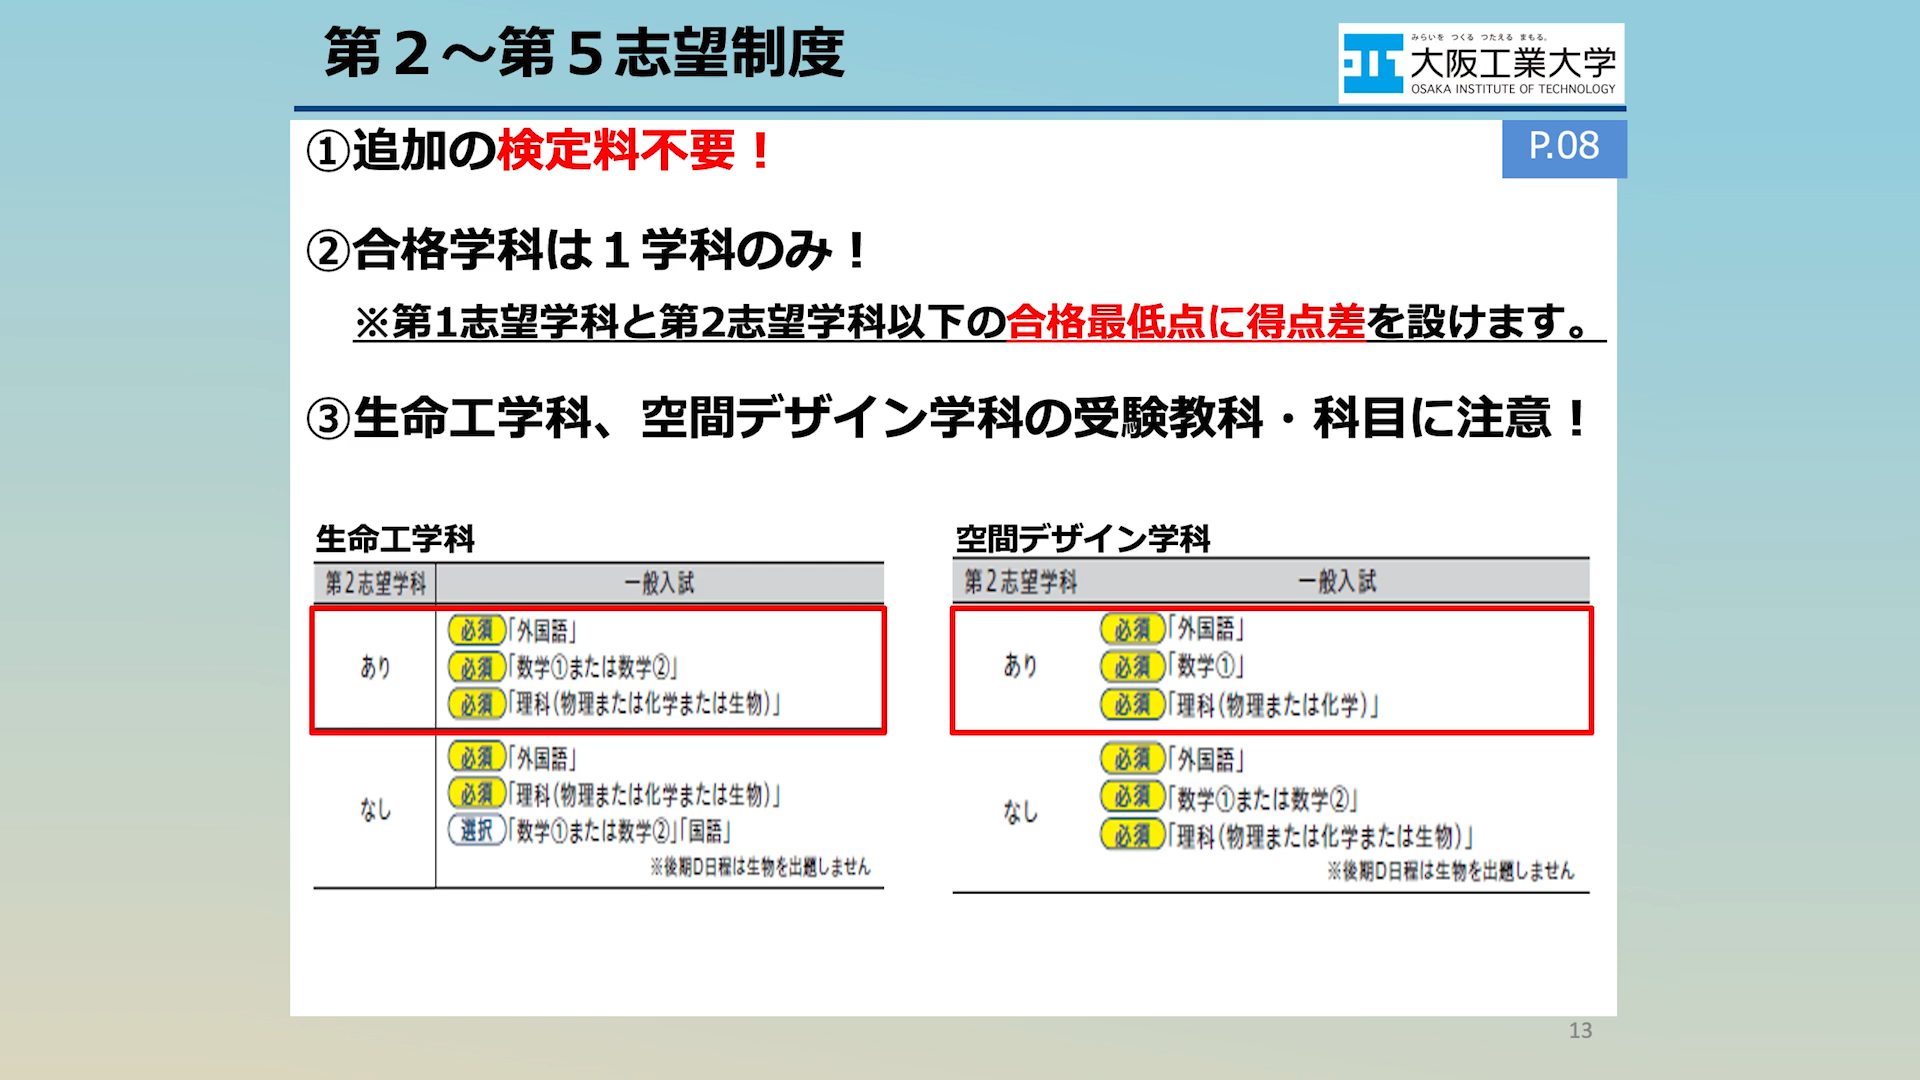 第２～第５志望制度
みらいを つくる つたえる まもる。
大阪工業大学
OSAKA INSTITUTE OF TECHNOLOGY
P.08
①追加の検定料不要！
②合格学科は１学科のみ！
※第1志望学科と第2志望学科以下の合格最低点に得点差を設けます。
③生命工学科、空間デザイン学科の受験教科・科目に注意！
生命工学科
第2志望学科 一般入試
あり
必須「外国語」
必須「数学①または数学②」
必須「理科(物理または化学または生物)」
なし
必須「外国語」
必須「理科(物理または化学または生物)」
選択「数学①または数学②」「国語」
※後期D日程は生物を出題しません
空間デザイン学科
第2志望学科 一般入試
あり
必須「外国語」
必須「数学①」
必須「理科(物理または化学)」
なし
必須「外国語」
必須「数学①または数学②」
必須「理科(物理または化学または生物)」
※後期D日程は生物を出題しません
13